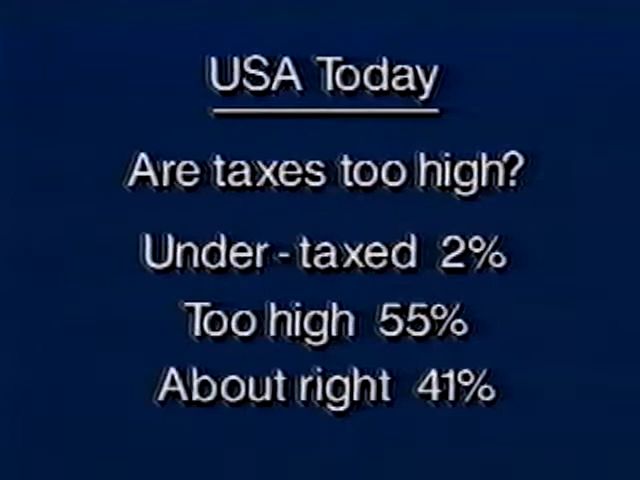 USA Today
Are taxes too high?
Under-taxed 2%
Too high 55%
About right 41%